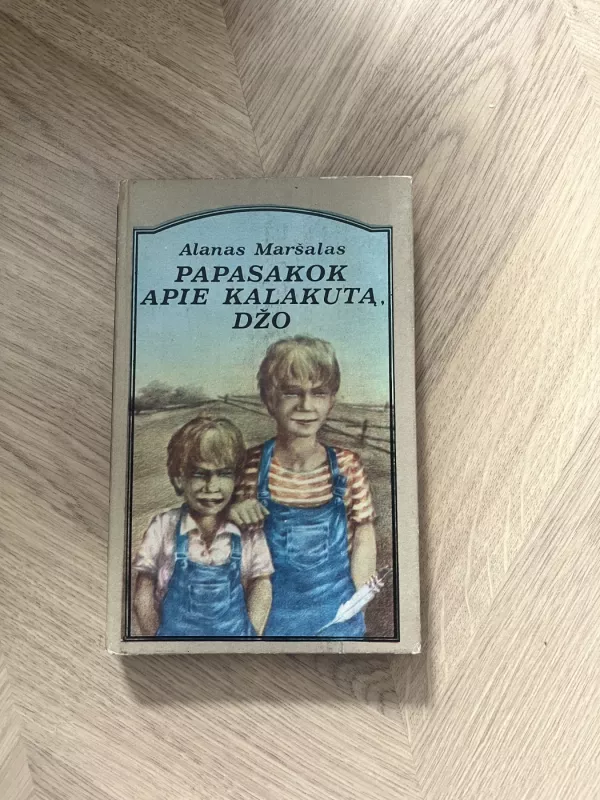 Alanas Maršalas
PAPASAKOK
APIE KALAKUTĄ,
DŽO